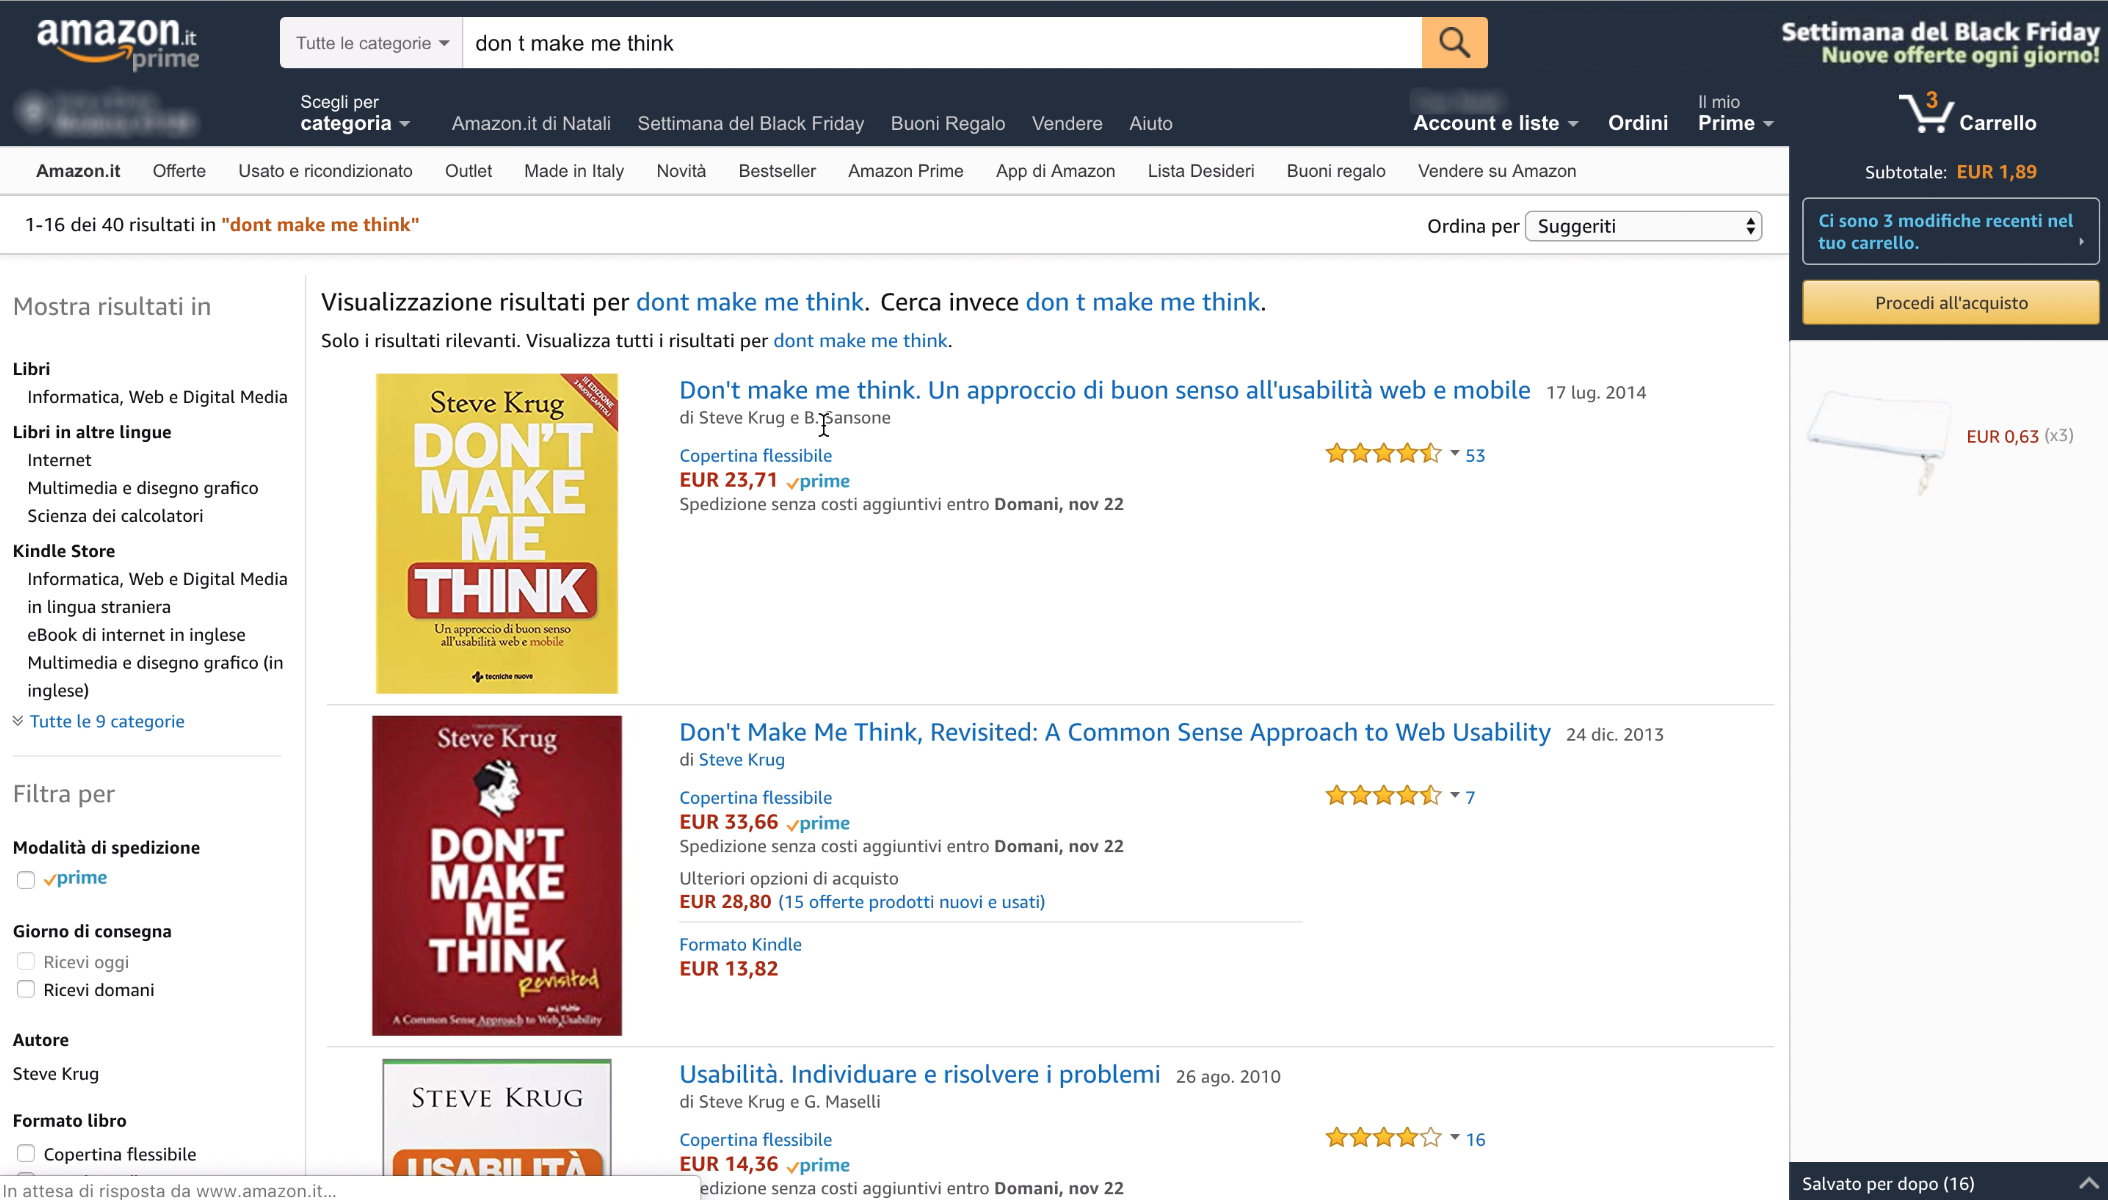 amazon.it
prime
Tutte le categorie
don t make me think
Settimana del Black Friday
Nuove offerte ogni giorno!
Scegli per
categoria
Amazon.it di Natali
Settimana del Black Friday
Buoni Regalo
Vendere
Aiuto
Account e liste
Ordini
Il mio
Prime
3
Carrello
Amazon.it
Offerte
Usato e ricondizionato
Outlet
Made in Italy
Novità
Bestseller
Amazon Prime
App di Amazon
Lista Desideri
Buoni regalo
Vendere su Amazon
Subtotale: EUR 1,89
Ci sono 3 modifiche recenti nel
tuo carrello.
Procedi all'acquisto
EUR 0,63 (x3)
Salvato per dopo (16)
1-16 dei 40 risultati in "dont make me think"
Ordina per
Suggeriti
Mostra risultati in
Libri
Informatica, Web e Digital Media
Libri in altre lingue
Internet
Multimedia e disegno grafico
Scienza dei calcolatori
Kindle Store
Informatica, Web e Digital Media
in lingua straniera
eBook di internet in inglese
Multimedia e disegno grafico (in
inglese)
Tutte le 9 categorie
Filtra per
Modalità di spedizione
prime
Giorno di consegna
Ricevi oggi
Ricevi domani
Autore
Steve Krug
Formato libro
Copertina flessibile
In attesa di risposta da www.amazon.it...
Visualizzazione risultati per dont make me think. Cerca invece don t make me think.
Solo i risultati rilevanti. Visualizza tutti i risultati per dont make me think.
III EDIZIONE
3 NUOVI CAPITOLI
Steve Krug
DON'T
MAKE
ME
THINK
Un approccio di buon senso
all'usabilità web e mobile
tecniche nuove
Don't make me think. Un approccio di buon senso all'usabilità web e mobile 17 lug. 2014
di Steve Krug e B. Sansone
Copertina flessibile
EUR 23,71 prime
Spedizione senza costi aggiuntivi entro Domani, nov 22
53
Steve Krug
DON'T
MAKE
ME
THINK
Revisited
and Mobile
A Common Sense Approach to Web Usability
Don't Make Me Think, Revisited: A Common Sense Approach to Web Usability 24 dic. 2013
di Steve Krug
Copertina flessibile
EUR 33,66 prime
Spedizione senza costi aggiuntivi entro Domani, nov 22
7
Ulteriori opzioni di acquisto
EUR 28,80 (15 offerte prodotti nuovi e usati)
Formato Kindle
EUR 13,82
STEVE KRUG
USABILITÀ
Usabilità. Individuare e risolvere i problemi 26 ago. 2010
di Steve Krug e G. Maselli
Copertina flessibile
EUR 14,36 prime
edizione senza costi aggiuntivi entro Domani, nov 22
16